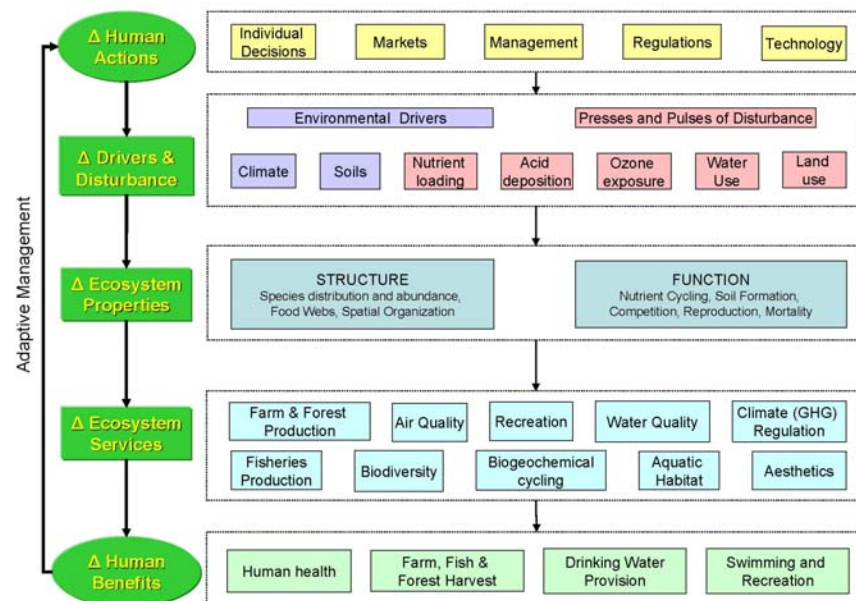 Δ Human
Actions
Individual
Decisions
Markets
Management
Regulations
Technology
Δ Drivers &
Disturbance
Environmental Drivers
Presses and Pulses of Disturbance
Climate
Soils
Nutrient
loading
Acid
deposition
Ozone
exposure
Water
Use
Land
use
Adaptive Management
Δ Ecosystem
Properties
STRUCTURE
Species distribution and abundance,
Food Webs, Spatial Organization
FUNCTION
Nutrient Cycling, Soil Formation,
Competition, Reproduction, Mortality
Δ Ecosystem
Services
Farm & Forest
Production
Air Quality
Recreation
Water Quality
Climate (GHG)
Regulation
Fisheries
Production
Biodiversity
Biogeochemical
cycling
Aquatic
Habitat
Aesthetics
Δ Human
Benefits
Human health
Farm, Fish &
Forest Harvest
Drinking Water
Provision
Swimming and
Recreation